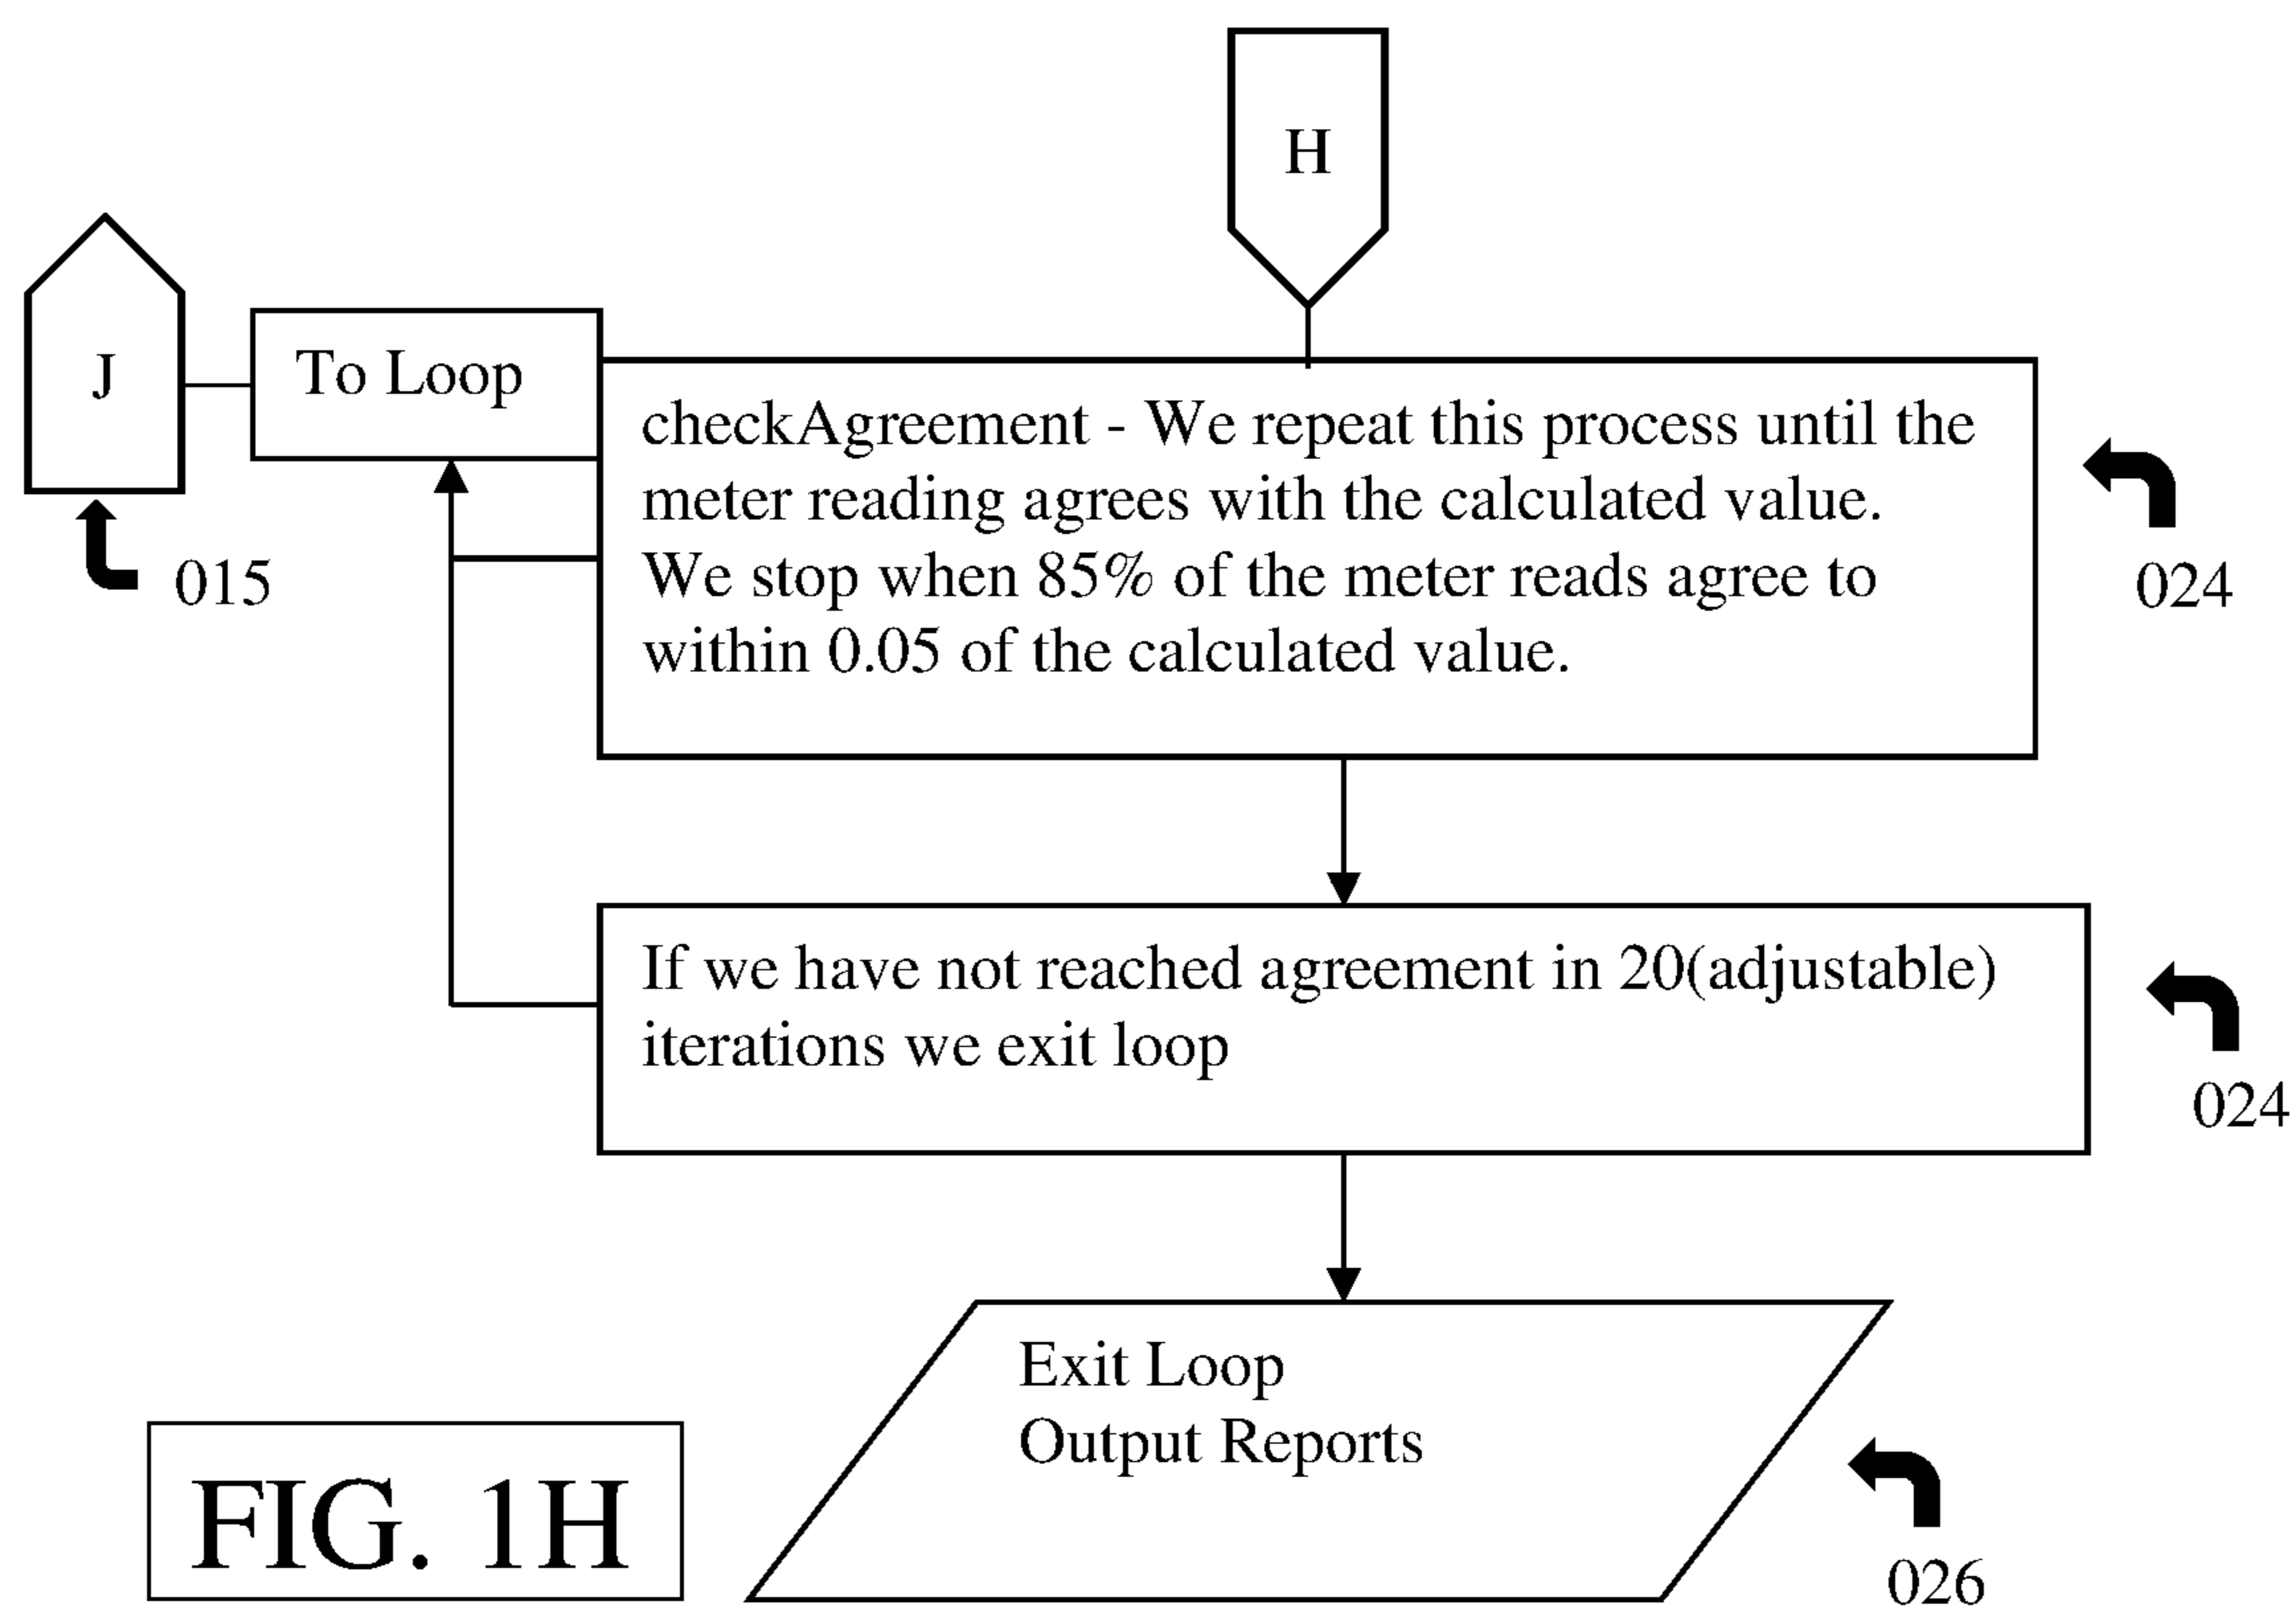 H
J
To Loop
015
checkAgreement - We repeat this process until the
meter reading agrees with the calculated value.
We stop when 85% of the meter reads agree to
within 0.05 of the calculated value.
024
If we have not reached agreement in 20(adjustable)
iterations we exit loop
024
Exit Loop
Output Reports
026
FIG. 1H